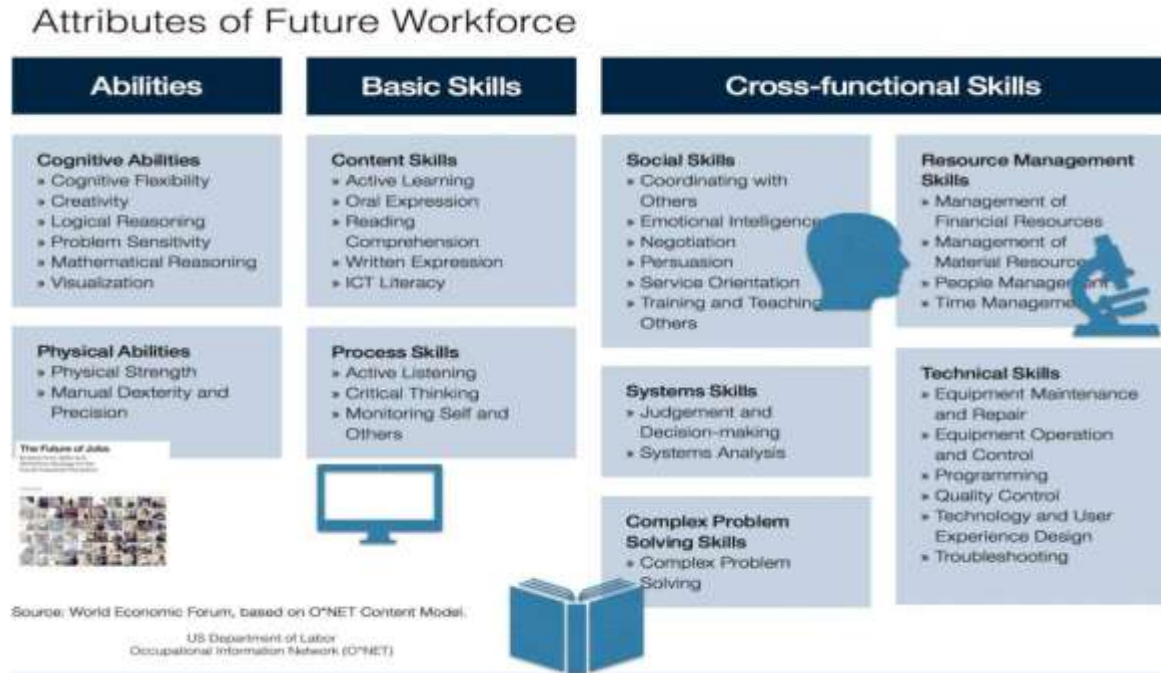 Attributes of Future Workforce
Abilities
Cognitive Abilities
» Cognitive Flexibility
» Creativity
» Logical Reasoning
» Problem Sensitivity
» Mathematical Reasoning
» Visualization
Physical Abilities
» Physical Strength
» Manual Dexterity and
Precision
The Future of Jobs
Basic Skills
Content Skills
» Active Learning
» Oral Expression
» Reading
Comprehension
» Written Expression
» ICT Literacy
Process Skills
» Active Listening
» Critical Thinking
» Monitoring Self and
Others
Cross-functional Skills
Social Skills
» Coordinating with
Others
» Emotional Intelligence
» Negotiation
» Persuasion
» Service Orientation
» Training and Teaching
Others
Systems Skills
» Judgement and
Decision-making
» Systems Analysis
Complex Problem
Solving Skills
» Complex Problem
Solving
Resource Management
Skills
» Management of
Financial Resources
» Management of
Material Resources
» People Management
» Time Management
Technical Skills
» Equipment Maintenance
and Repair
» Equipment Operation
and Control
» Programming
» Quality Control
» Technology and User
Experience Design
» Troubleshooting
Source: World Economic Forum, based on O*NET Content Model.
US Department of Labor
Occupational Information Network (O*NET)